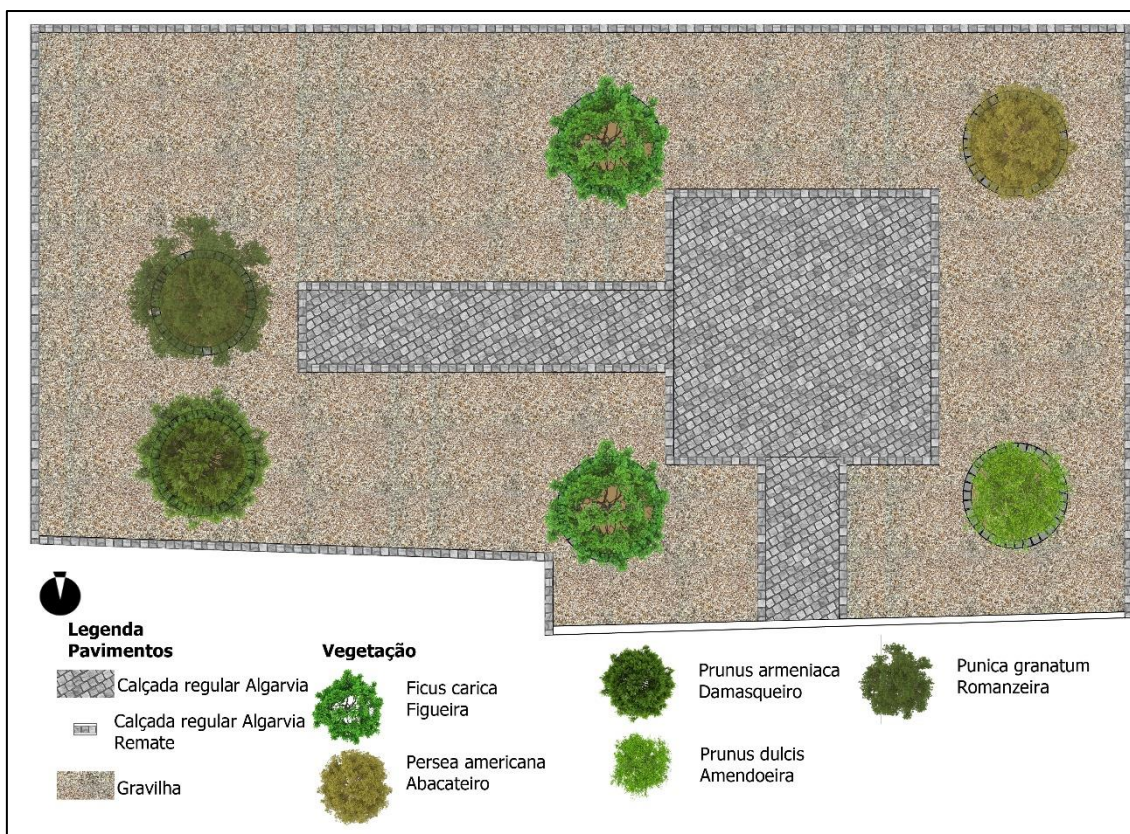 Legenda
Pavimentos
Calçada regular Algarvia
Calçada regular Algarvia
Remate
Gravilha
Vegetação
Ficus carica
Figueira
Persea americana
Abacateiro
Prunus armeniaca
Damasqueiro
Prunus dulcis
Amendoeira
Punica granatum
Romanzeira